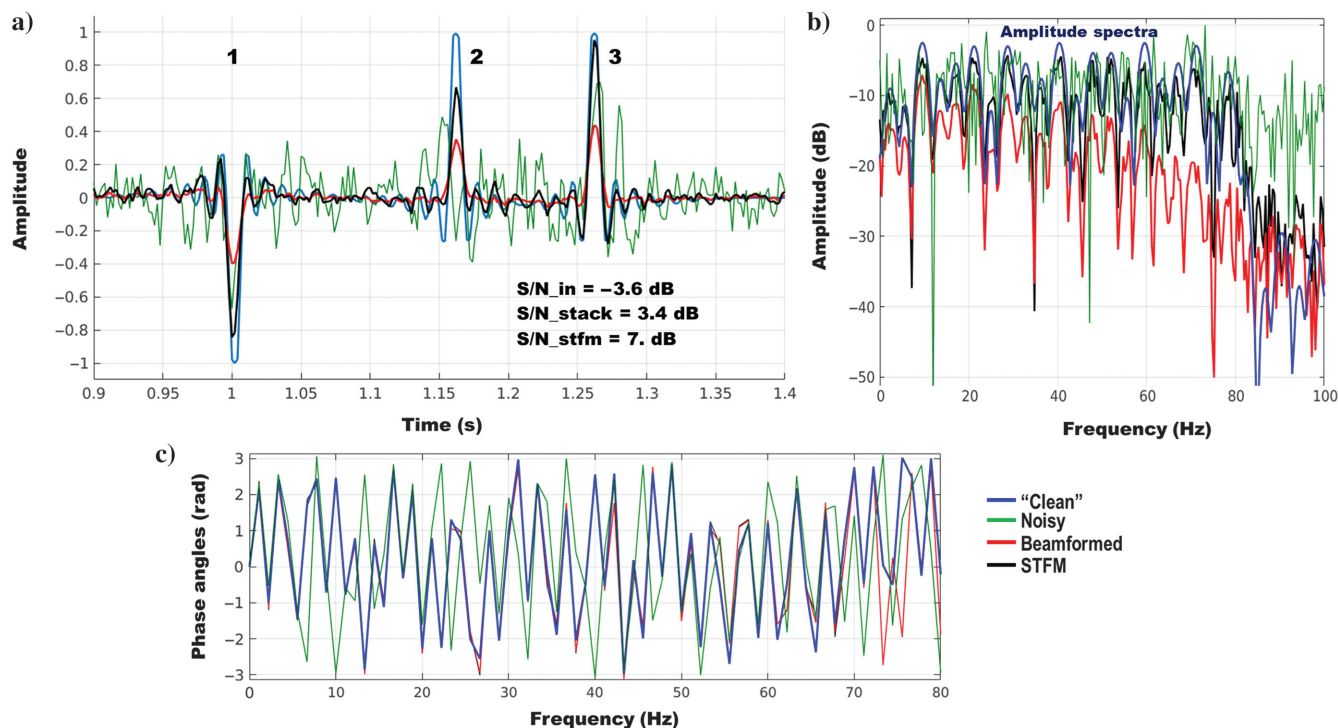 a)
1
2
3
1
0.8
0.6
0.4
0.2
0
−0.2
−0.4
−0.6
−0.8
−1
Amplitude
S/N_in = −3.6 dB
S/N_stack = 3.4 dB
S/N_stfm = 7. dB
0.9 0.95 1 1.05 1.1 1.15 1.2 1.25 1.3 1.35 1.4
Time (s)
b)
Amplitude spectra
0
−10
−20
−30
−40
−50
Amplitude (dB)
0 20 40 60 80 100
Frequency (Hz)
c)
3
2
1
0
−1
−2
−3
Phase angles (rad)
0 10 20 30 40 50 60 70 80
Frequency (Hz)
“Clean”
Noisy
Beamformed
STFM